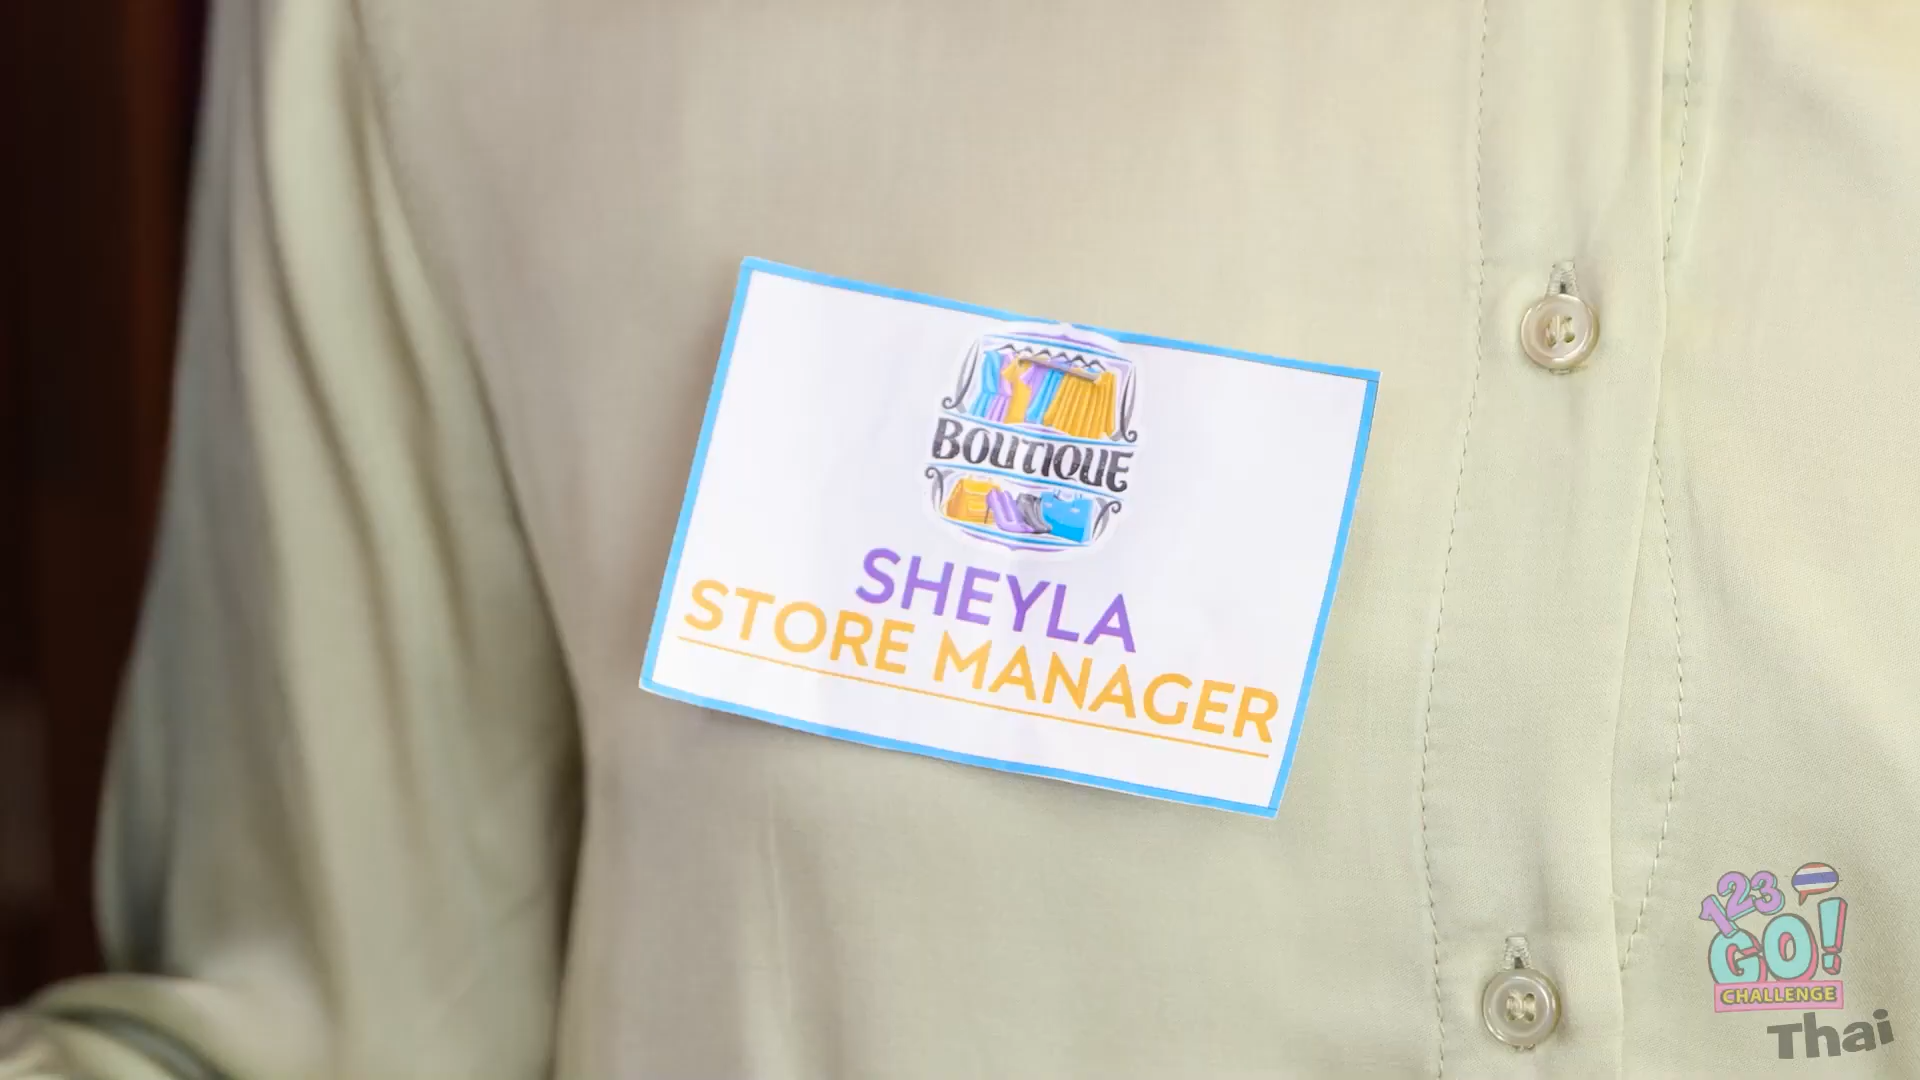 BOUTIQUE
SHEYLA
STORE MANAGER
123
GO!
CHALLENGE
Thai